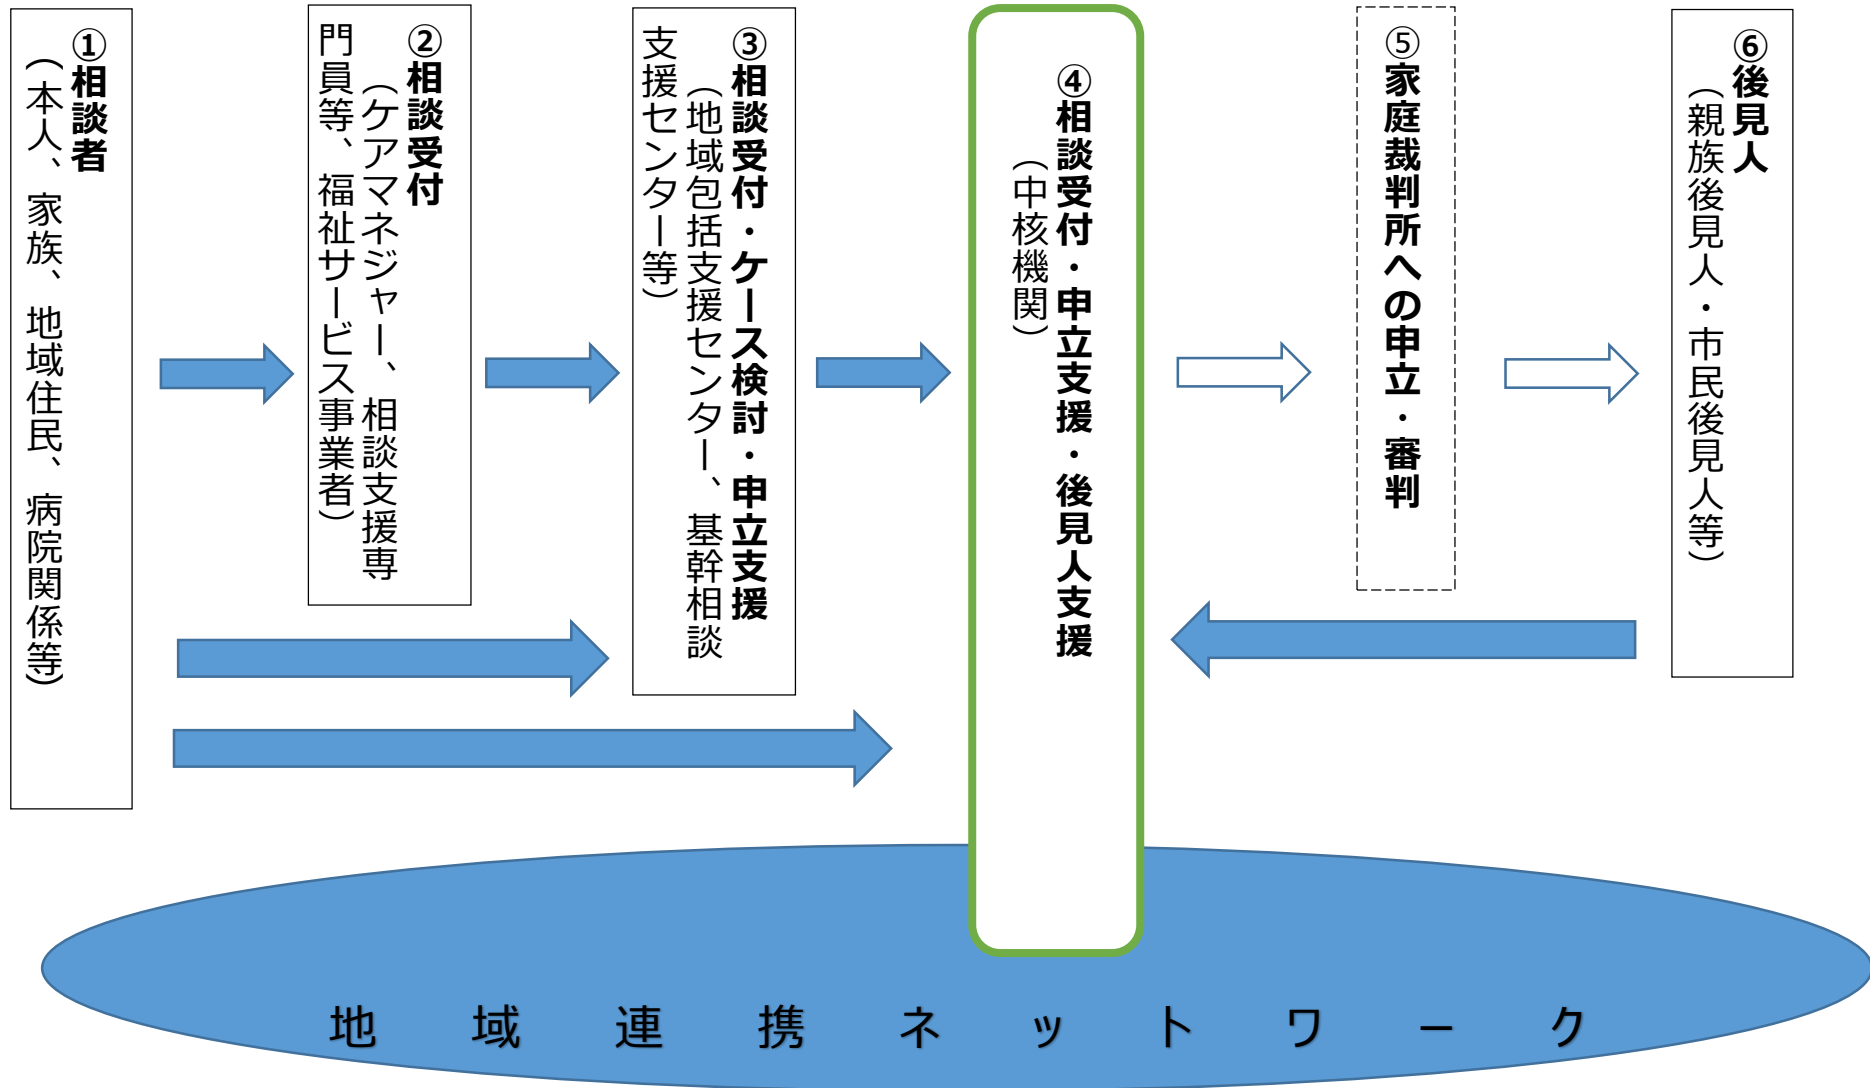 ①相談者
（本人、家族、地域住民、病院関係等）
②相談受付
（ケアマネジャー、相談支援専
門員等、福祉サービス事業者）
③相談受付・ケース検討・申立支援
（地域包括支援センター、基幹相談
支援センター等）
④相談受付・申立支援・後見人支援
（中核機関）
⑤家庭裁判所への申立・審判
⑥後見人
（親族後見人・市民後見人等）
地域連携ネットワーク